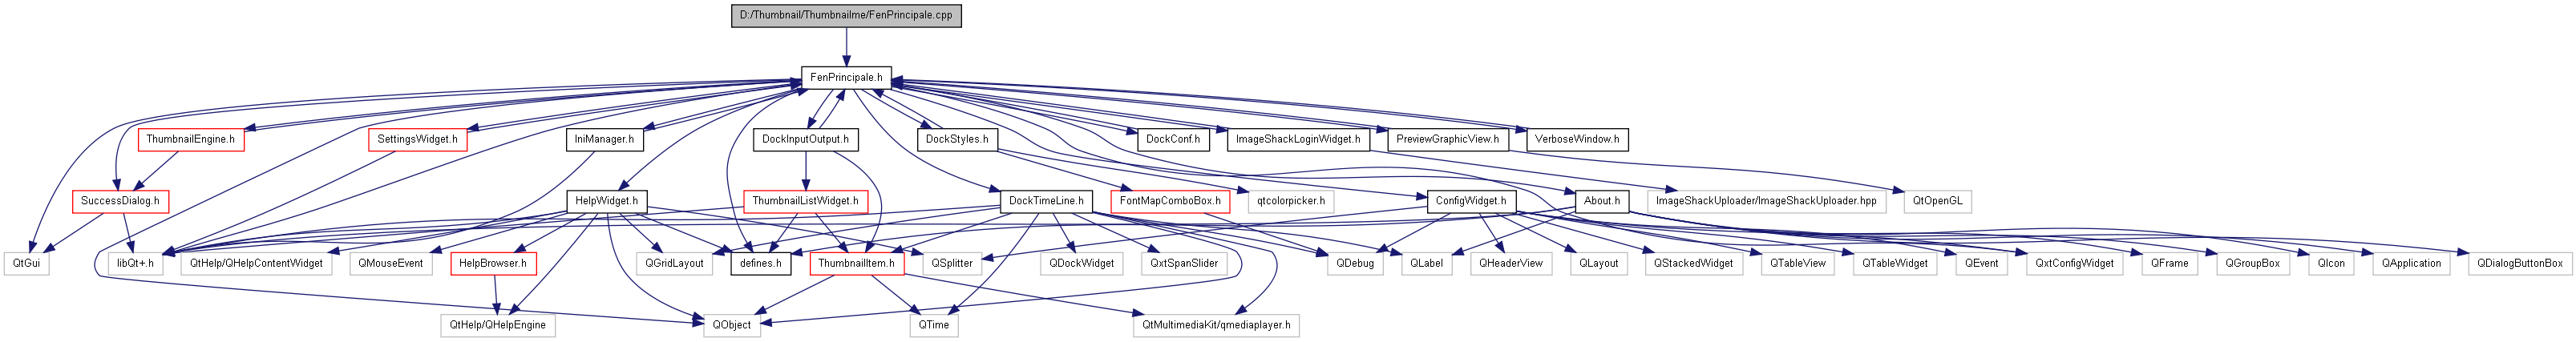 D:/Thumbnail/Thumbnailme/FenPrincipale.cpp
FenPrincipale.h
ThumbnailEngine.h
SettingsWidget.h
IniManager.h
DockInputOutput.h
DockStyles.h
DockConf.h
ImageShackLoginWidget.h
PreviewGraphicView.h
VerboseWindow.h
SuccessDialog.h
HelpWidget.h
ThumbnailListWidget.h
DockTimeLine.h
FontMapComboBox.h
qtcolorpicker.h
ConfigWidget.h
About.h
ImageShackUploader/ImageShackUploader.hpp
QtOpenGL
QtGui
libQt+.h
QtHelp/QHelpContentWidget
QMouseEvent
HelpBrowser.h
QGridLayout
defines.h
ThumbnailItem.h
QSplitter
QDockWidget
QxtSpanSlider
QDebug
QLabel
QHeaderView
QLayout
QStackedWidget
QTableView
QTableWidget
QEvent
QxtConfigWidget
QFrame
QGroupBox
QIcon
QApplication
QDialogButtonBox
QtHelp/QHelpEngine
QObject
QTime
QtMultimediaKit/qmediaplayer.h